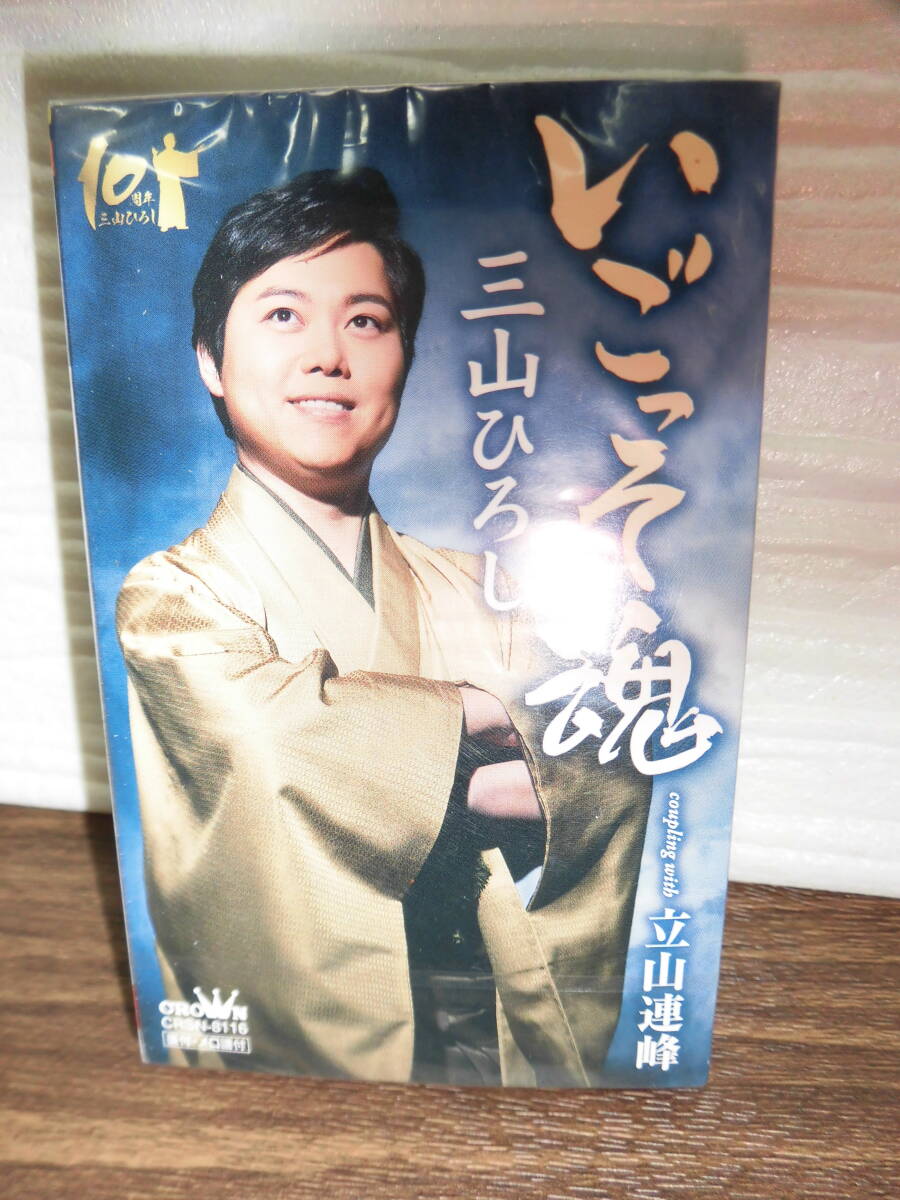 いごっそ魂
三山ひろし
10周年
三山ひろし
coupling with
立山連峰
CROWN
CRSN-8116